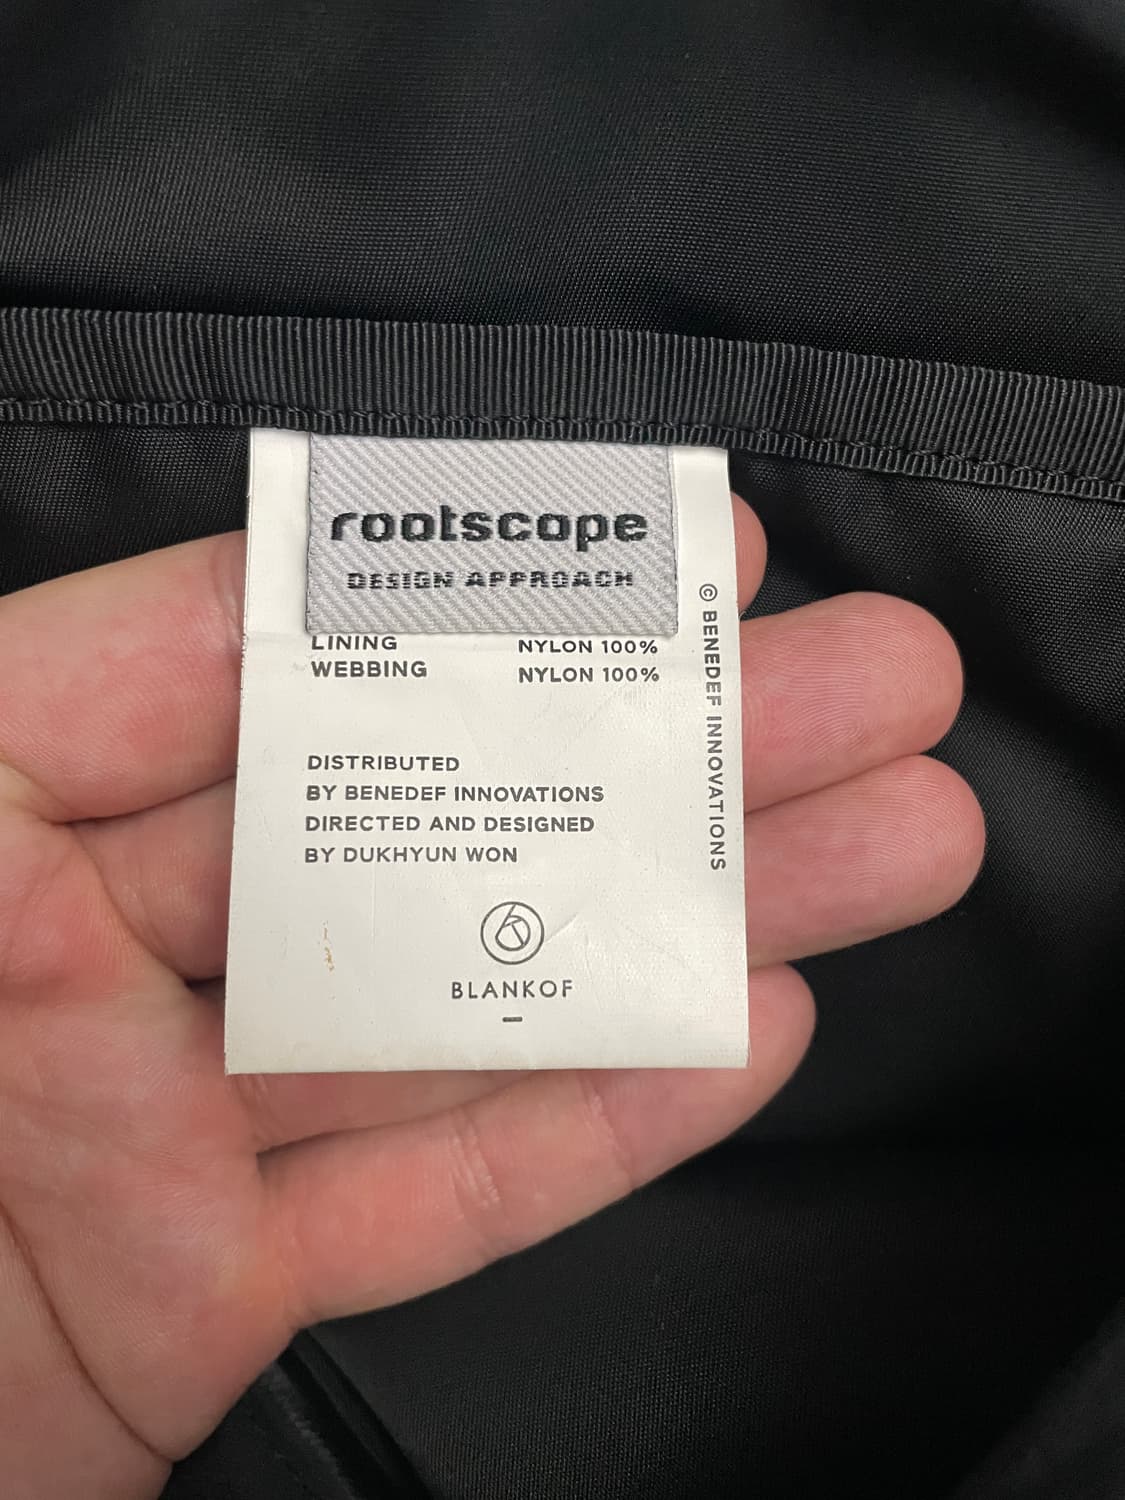 rootscope
DESIGN APPROACH
LINING NYLON 100%
WEBBING NYLON 100%
DISTRIBUTED
BY BENEDEF INNOVATIONS
DIRECTED AND DESIGNED
BY DUKHYUN WON
BLANKOF
© BENEDEF INNOVATIONS